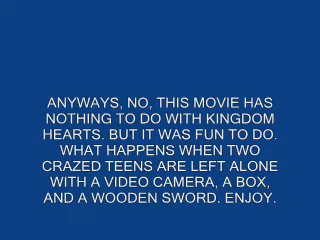 ANYWAYS, NO, THIS MOVIE HAS
NOTHING TO DO WITH KINGDOM
HEARTS. BUT IT WAS FUN TO DO.
WHAT HAPPENS WHEN TWO
CRAZED TEENS ARE LEFT ALONE
WITH A VIDEO CAMERA, A BOX,
AND A WOODEN SWORD. ENJOY.